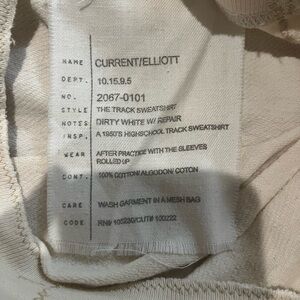 NAME CURRENT/ELLIOTT
DEPT. 10.15.9.5
NO. 2067-0101
STYLE THE TRACK SWEATSHIRT
NOTES DIRTY WHITE W/ REPAIR
INSP. A 1950'S HIGHSCHOOL TRACK SWEATSHIRT
WEAR AFTER PRACTICE WITH THE SLEEVES
ROLLED UP
CONT. 100% COTTON/ ALGODON/ COTON
CARE WASH GARMENT IN A MESH BAG
CODE RN# 105230/CUT# 100222